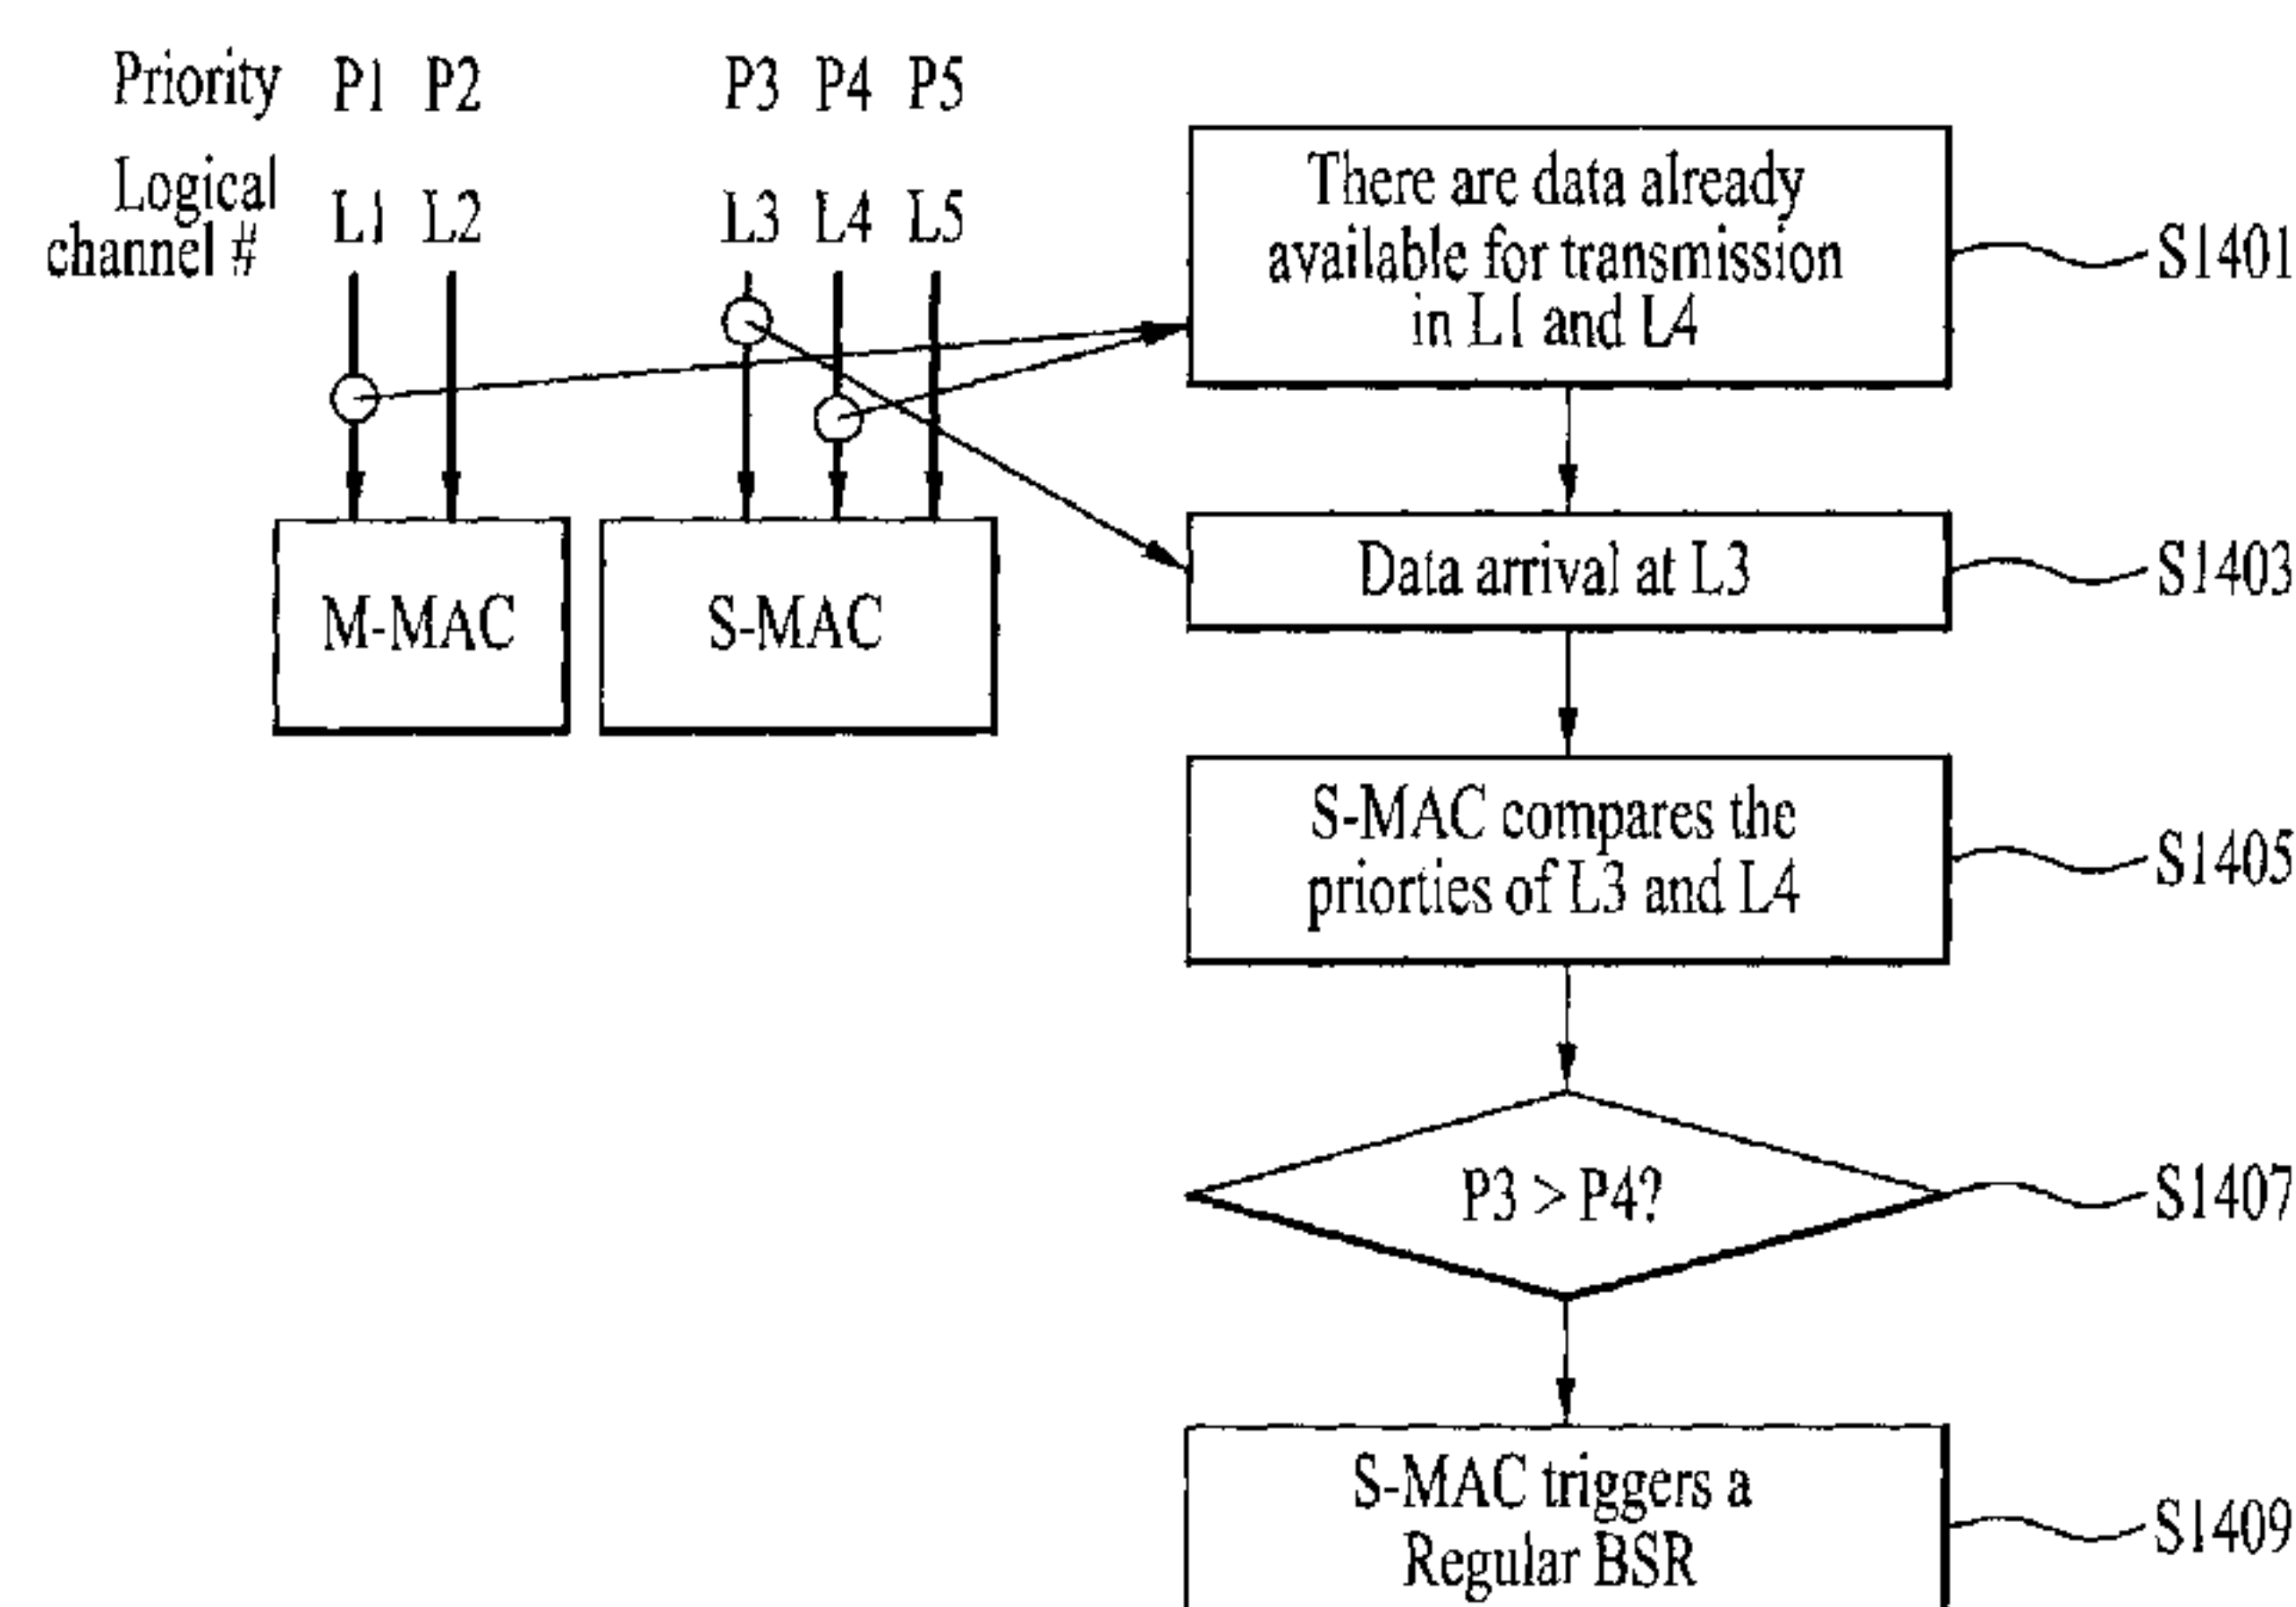 Priority P1 P2 P3 P4 P5
Logical
channel # L1 L2 L3 L4 L5
M-MAC
S-MAC
There are data already
available for transmission
in L1 and L4
S1401
Data arrival at L3
S1403
S-MAC compares the
priorties of L3 and L4
S1405
P3 > P4?
S1407
S-MAC triggers a
Regular BSR
S1409